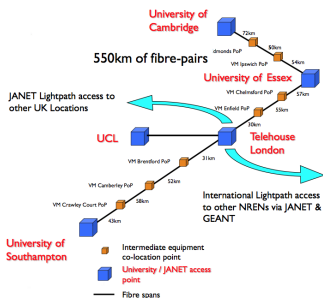 University of
Cambridge
72km
50km
dmonds PoP
54km
550km of fibre-pairs
VM Ipswich PoP
University of Essex
VM Chelmsford PoP
57km
JANET Lightpath access to
other UK Locations
VM Enfield PoP
55km
30km
UCL
Telehouse
London
VM Brentford PoP
31km
52km
VM Camberley PoP
58km
International Lightpath access
to other NRENs via JANET &
GEANT
VM Crawley Court PoP
43km
University of
Southampton
Intermediate equipment
co-location point
University / JANET access
point
Fibre spans